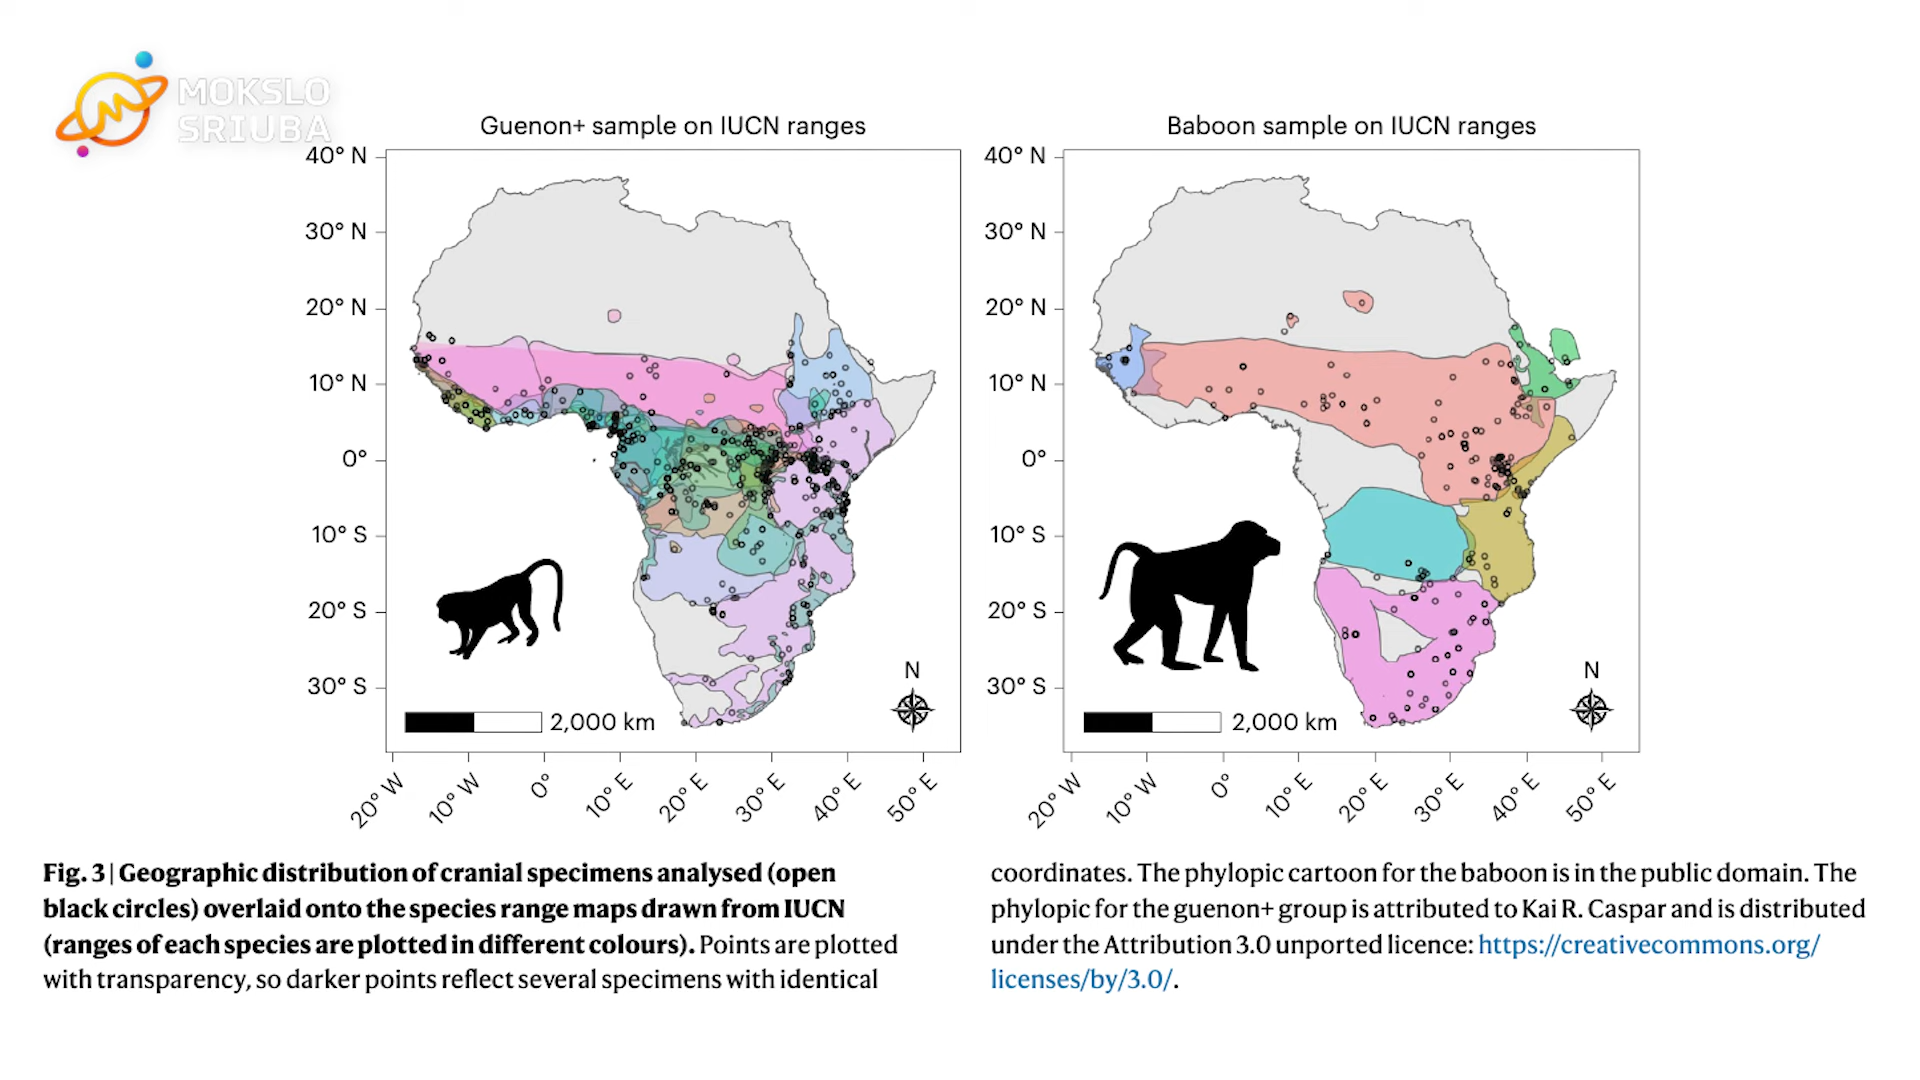 MOKSLO
SRIUBA
Guenon+ sample on IUCN ranges
40° N
30° N
20° N
10° N
0°
10° S
20° S
30° S
2,000 km
N
20° W
10° W
0°
10° E
20° E
30° E
40° E
50° E
Baboon sample on IUCN ranges
40° N
30° N
20° N
10° N
0°
10° S
20° S
30° S
2,000 km
N
20° W
10° W
0°
10° E
20° E
30° E
40° E
50° E
Fig. 3 | Geographic distribution of cranial specimens analysed (open
black circles) overlaid onto the species range maps drawn from IUCN
(ranges of each species are plotted in different colours). Points are plotted
with transparency, so darker points reflect several specimens with identical
coordinates. The phylopic cartoon for the baboon is in the public domain. The
phylopic for the guenon+ group is attributed to Kai R. Caspar and is distributed
under the Attribution 3.0 unported licence: https://creativecommons.org/
licenses/by/3.0/.